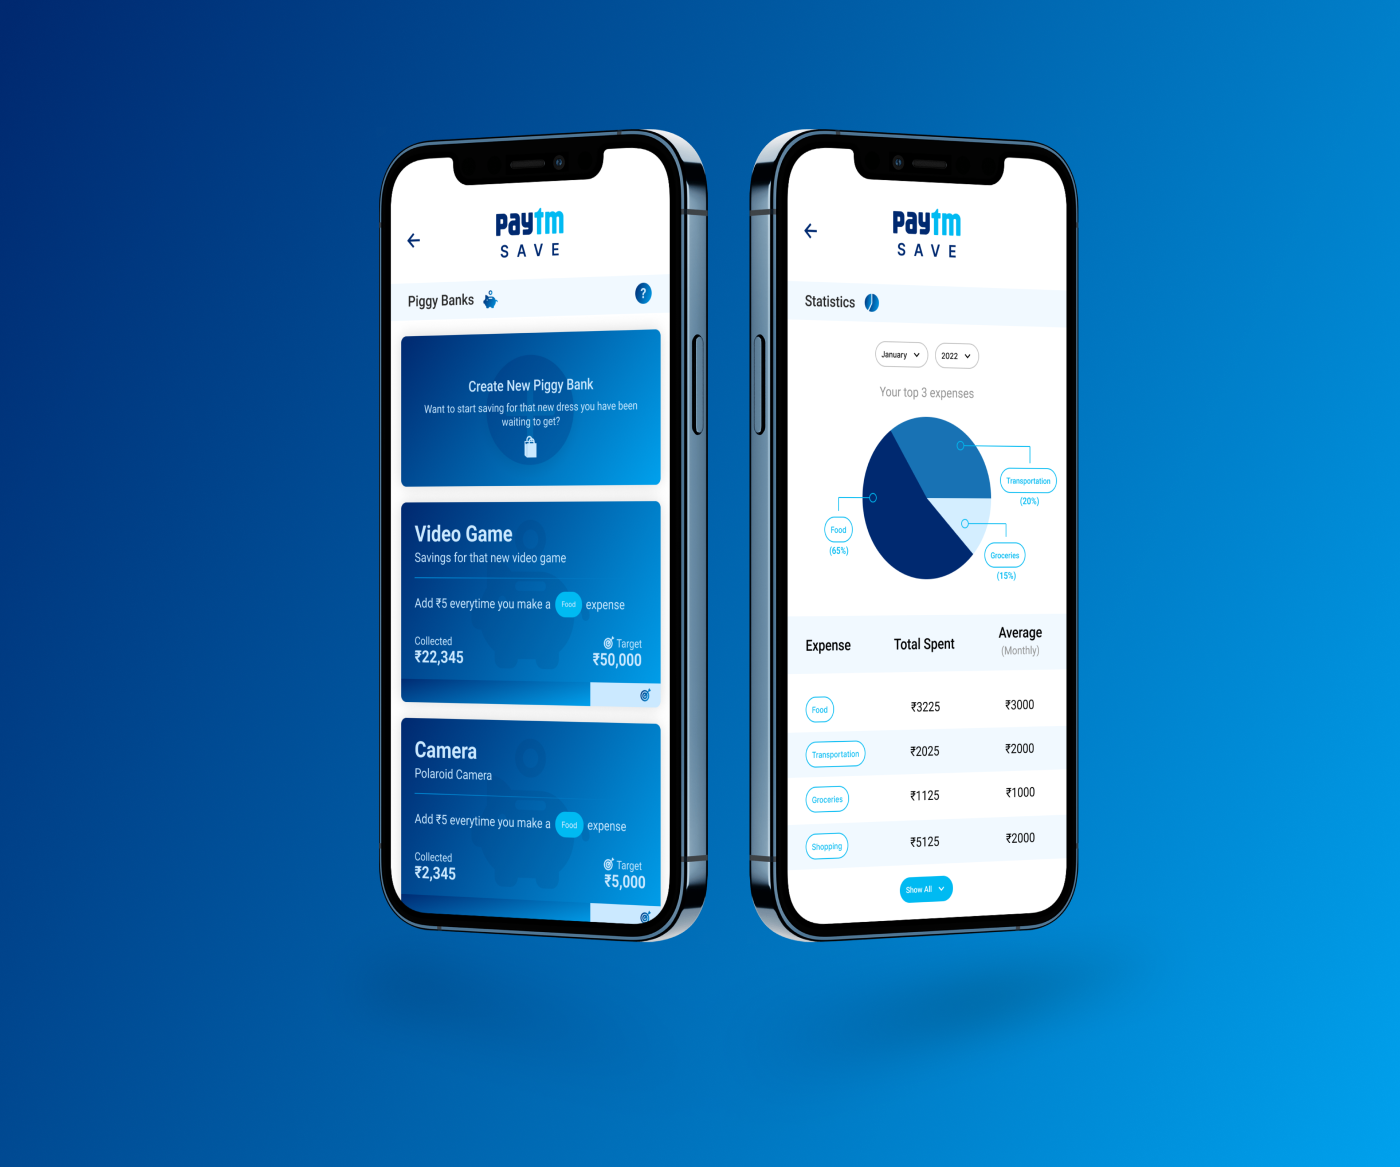 paytm
SAVE
Piggy Banks
?
Create New Piggy Bank
Want to start saving for that new dress you have been
waiting to get?
Video Game
Savings for that new video game
Add ₹5 everytime you make a Food expense
Collected
₹22,345
Target
₹50,000
Camera
Polaroid Camera
Add ₹5 everytime you make a Food expense
Collected
₹2,345
Target
₹5,000
paytm
SAVE
Statistics
January 2022
Your top 3 expenses
Transportation
(20%)
Food
(65%)
Groceries
(15%)
Expense Total Spent Average
(Monthly)
Food ₹3225 ₹3000
Transportation ₹2025 ₹2000
Groceries ₹1125 ₹1000
Shopping ₹5125 ₹2000
Show All